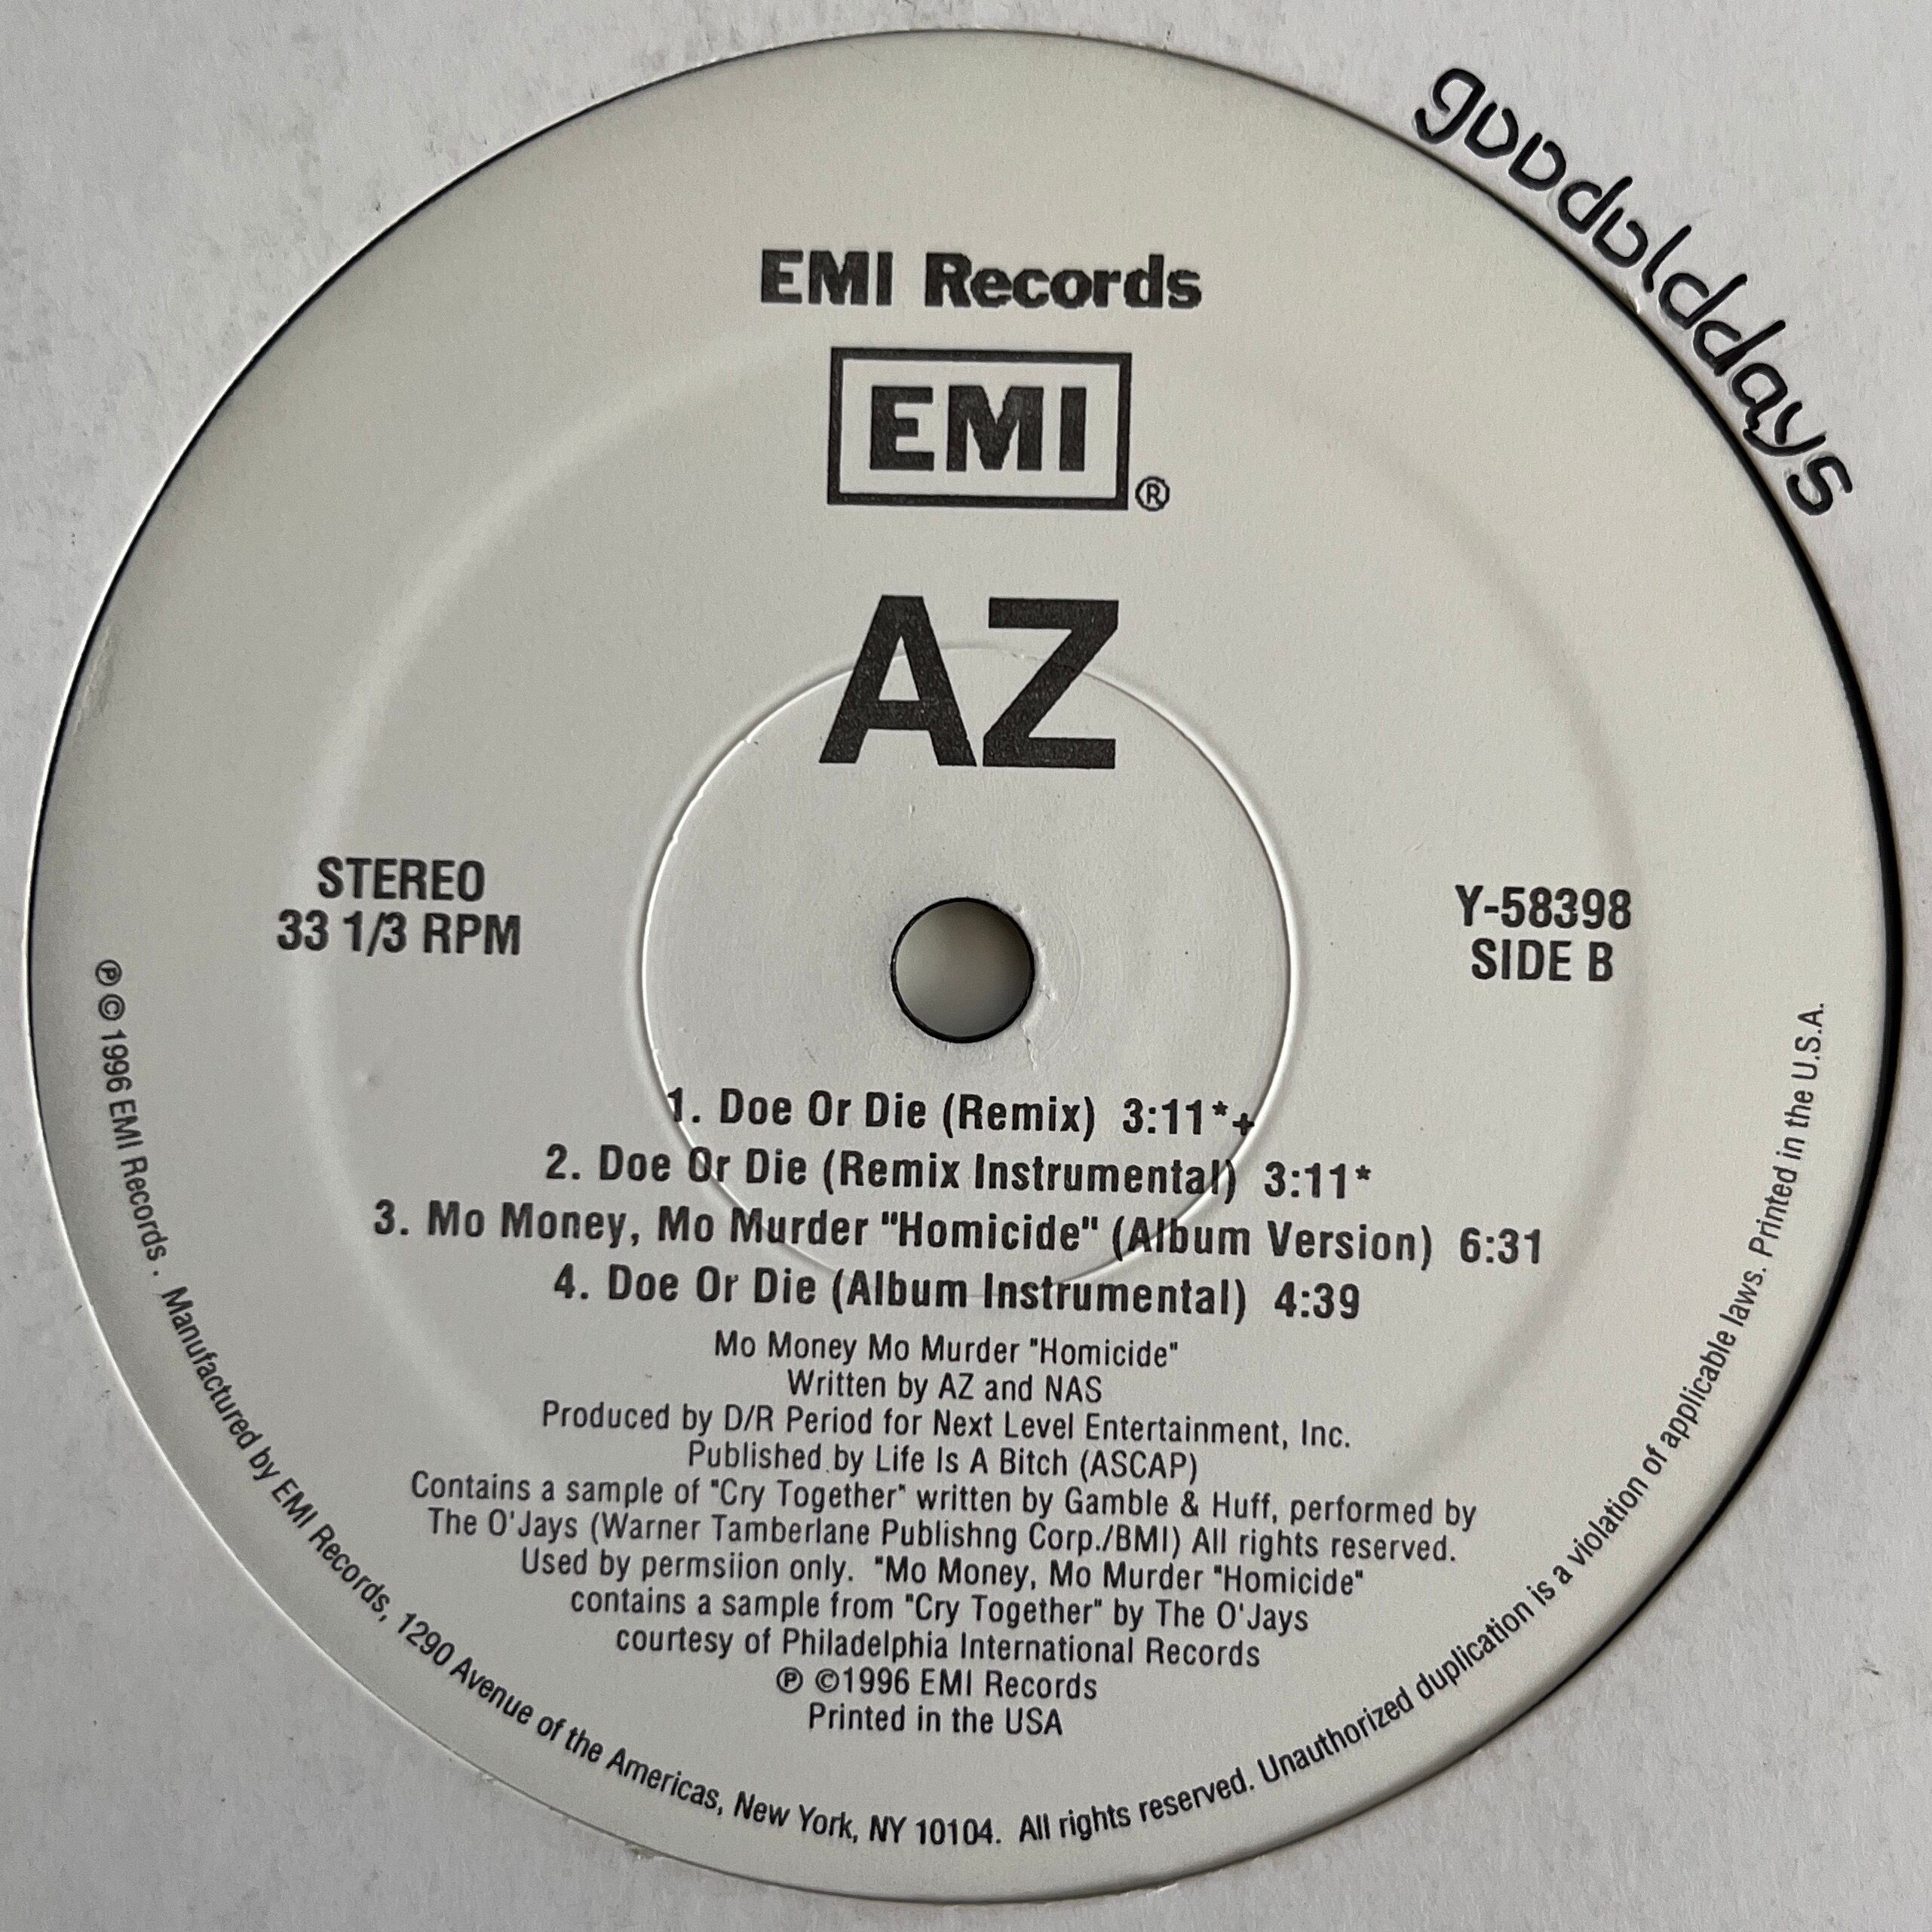 goodolddays
EMI Records
EMI®
AZ
STEREO
33 1/3 RPM
Y-58398
SIDE B
1. Doe Or Die (Remix) 3:11*+
2. Doe Or Die (Remix Instrumental) 3:11*
3. Mo Money, Mo Murder "Homicide" (Album Version) 6:31
4. Doe Or Die (Album Instrumental) 4:39
Mo Money Mo Murder "Homicide"
Written by AZ and NAS
Produced by D/R Period for Next Level Entertainment, Inc.
Published by Life Is A Bitch (ASCAP)
Contains a sample of "Cry Together" written by Gamble & Huff, performed by
The O'Jays (Warner Tamberlane Publishng Corp./BMI) All rights reserved.
Used by permsiion only. "Mo Money, Mo Murder "Homicide"
contains a sample from "Cry Together" by The O'Jays
courtesy of Philadelphia International Records
℗ ©1996 EMI Records
Printed in the USA
℗ © 1996 EMI Records . Manufactured by EMI Records, 1290 Avenue of the Americas, New York, NY 10104. All rights reserved. Unauthorized duplication is a violation of applicable laws. Printed in the U.S.A.